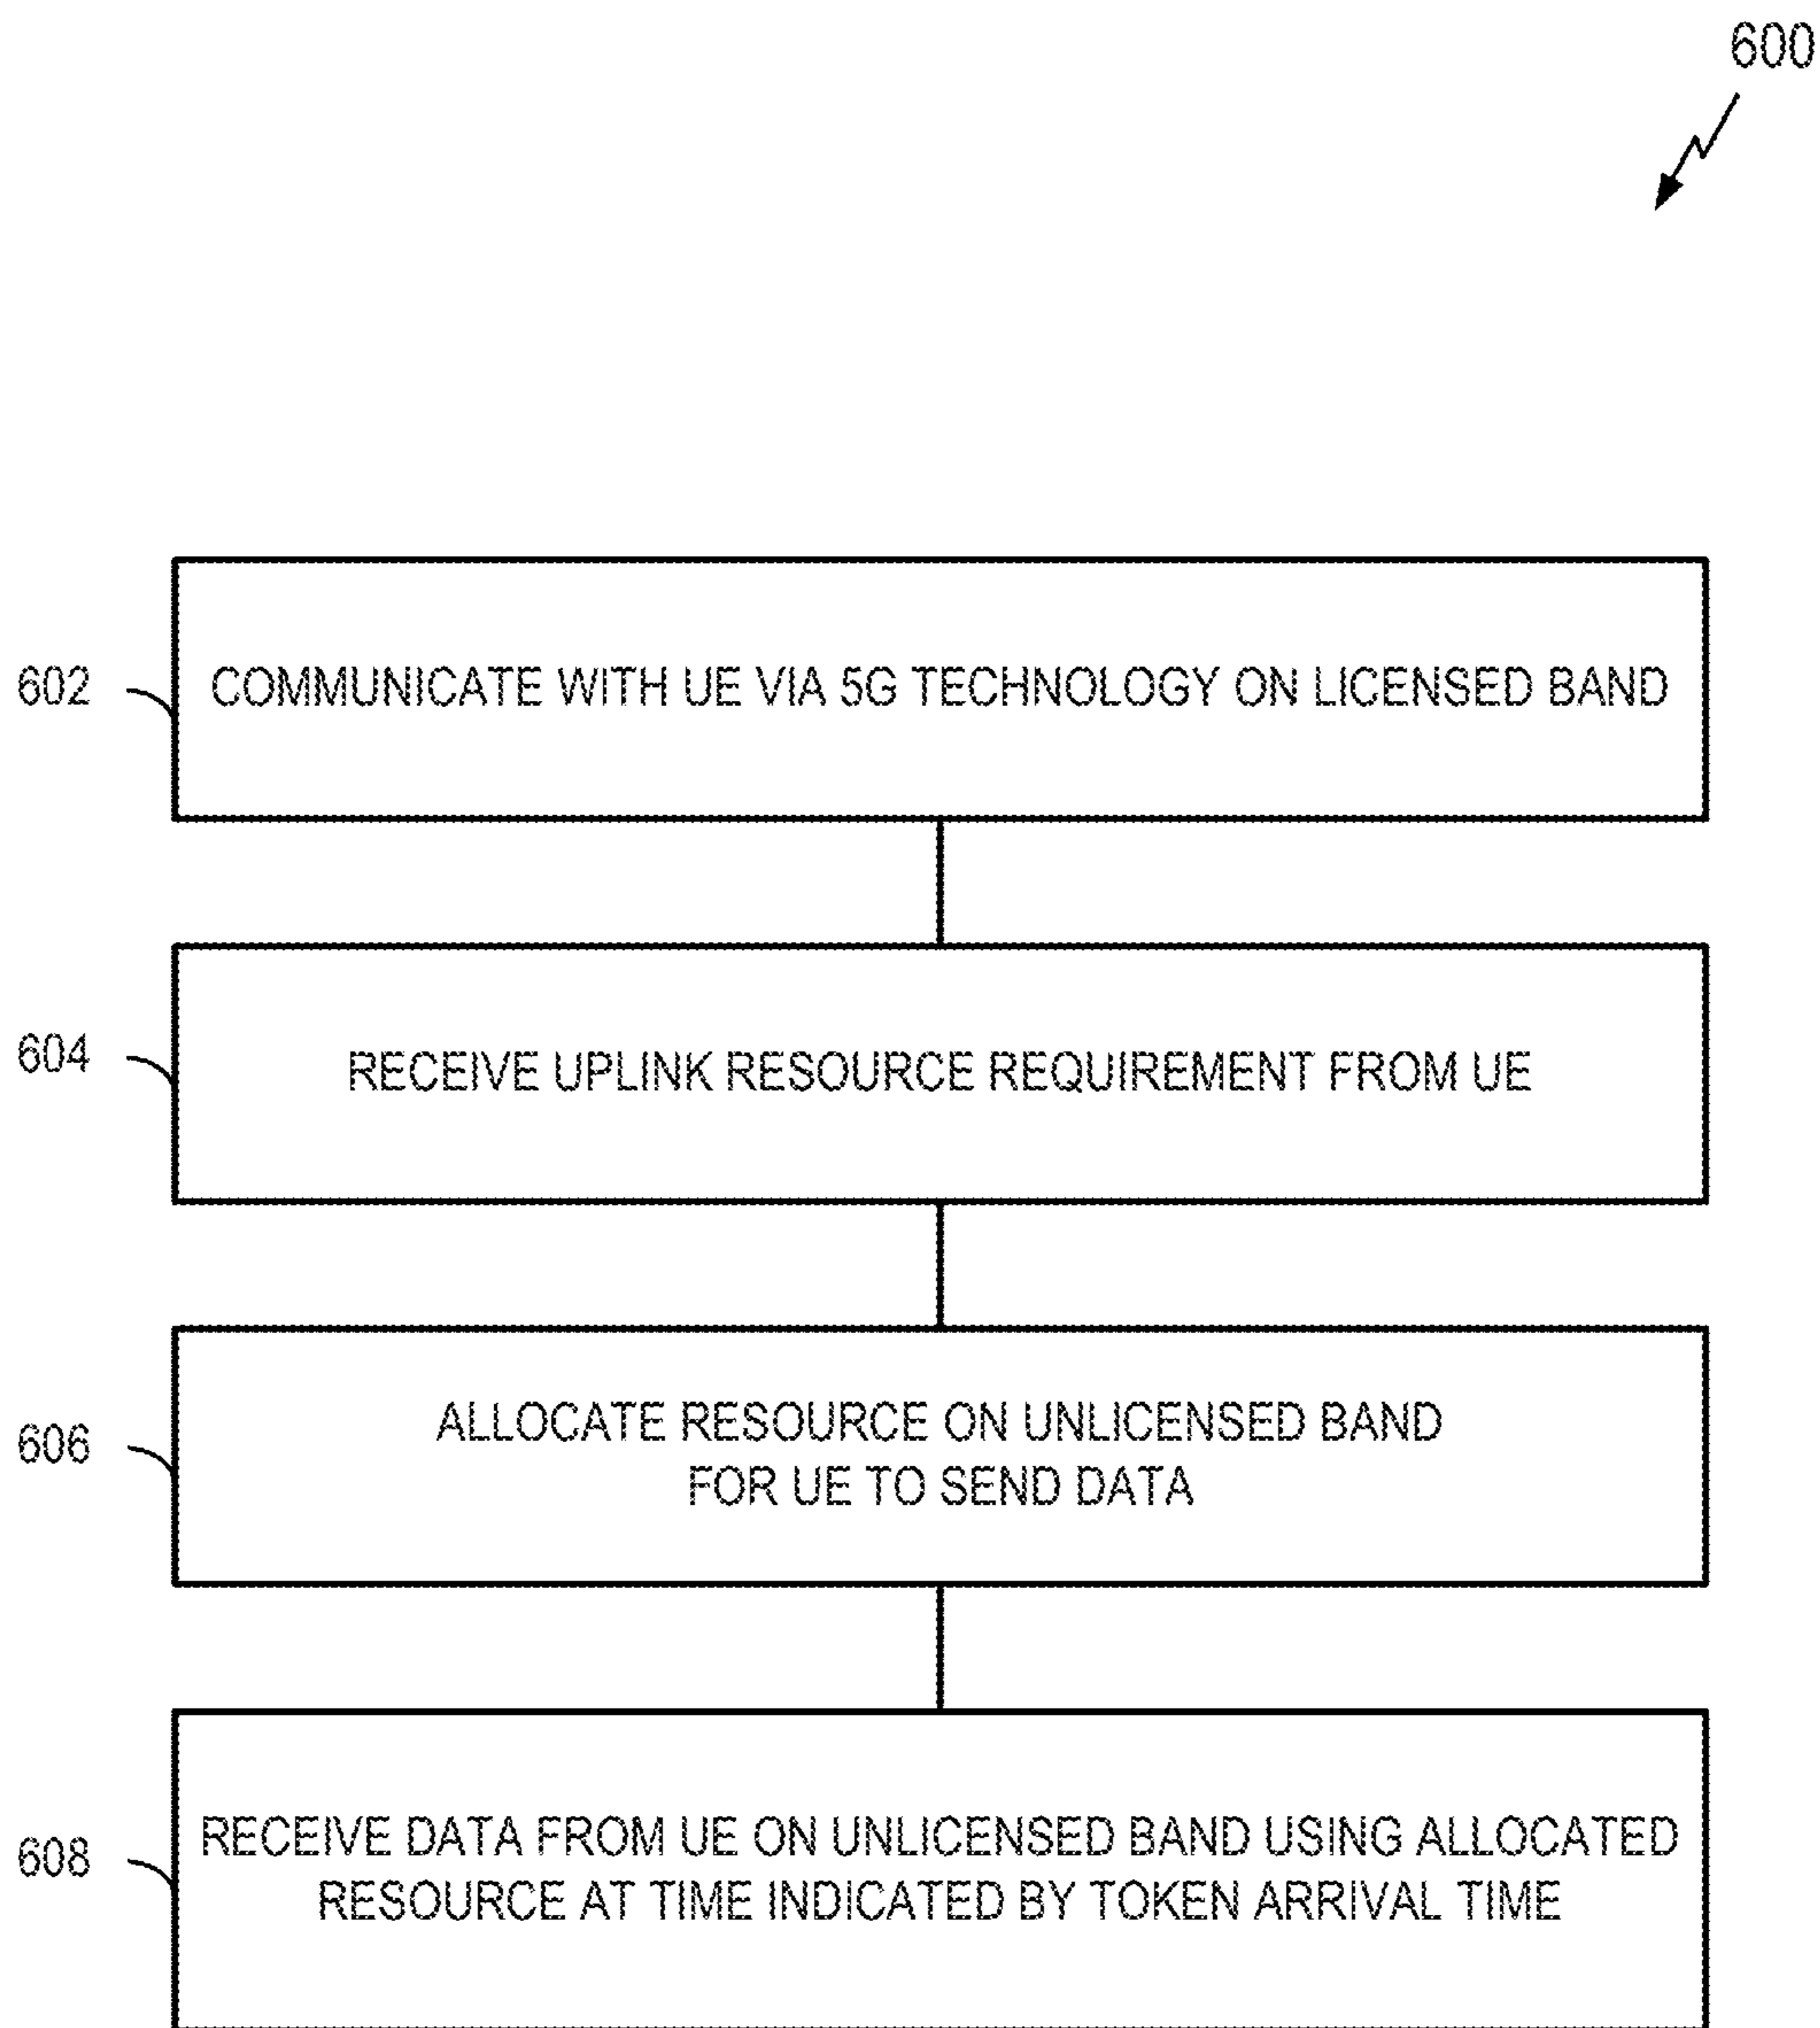 600
602
COMMUNICATE WITH UE VIA 5G TECHNOLOGY ON LICENSED BAND
604
RECEIVE UPLINK RESOURCE REQUIREMENT FROM UE
606
ALLOCATE RESOURCE ON UNLICENSED BAND
FOR UE TO SEND DATA
608
RECEIVE DATA FROM UE ON UNLICENSED BAND USING ALLOCATED
RESOURCE AT TIME INDICATED BY TOKEN ARRIVAL TIME